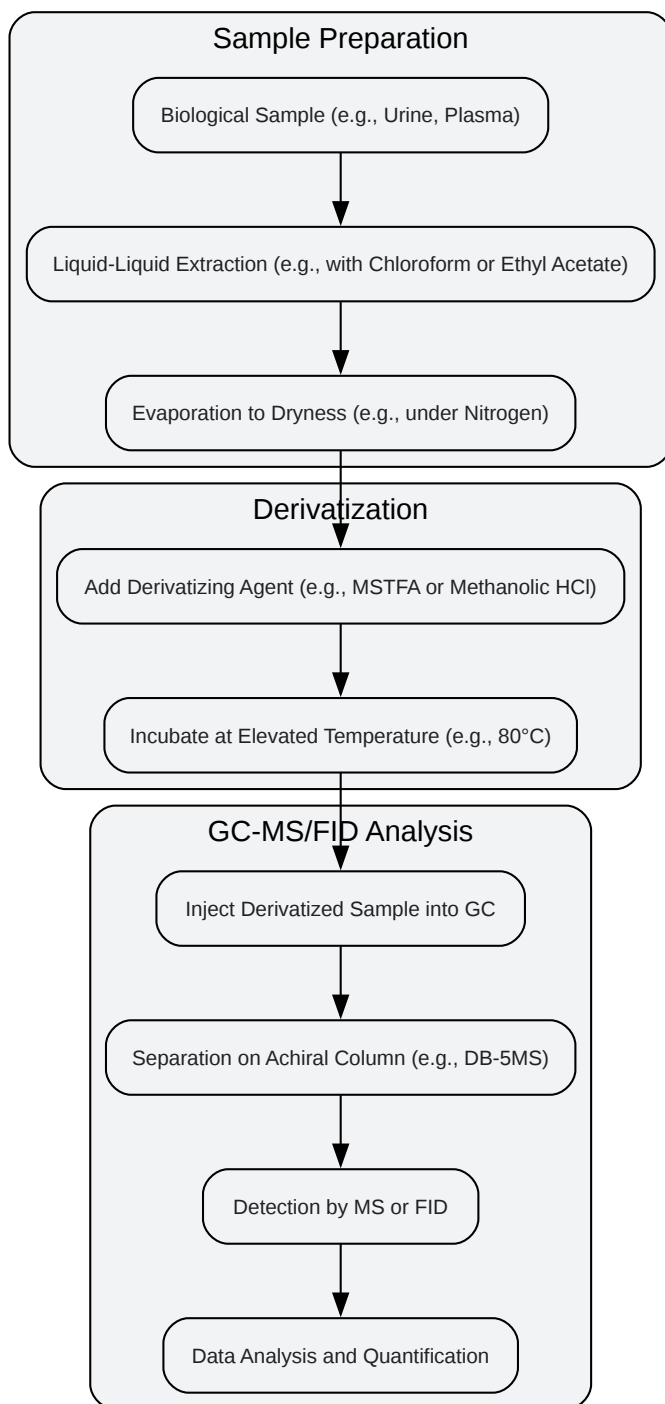 Sample Preparation
Biological Sample (e.g., Urine, Plasma)
Liquid-Liquid Extraction (e.g., with Chloroform or Ethyl Acetate)
Evaporation to Dryness (e.g., under Nitrogen)
Derivatization
Add Derivatizing Agent (e.g., MSTFA or Methanolic HCl)
Incubate at Elevated Temperature (e.g., 80°C)
GC-MS/FID Analysis
Inject Derivatized Sample into GC
Separation on Achiral Column (e.g., DB-5MS)
Detection by MS or FID
Data Analysis and Quantification